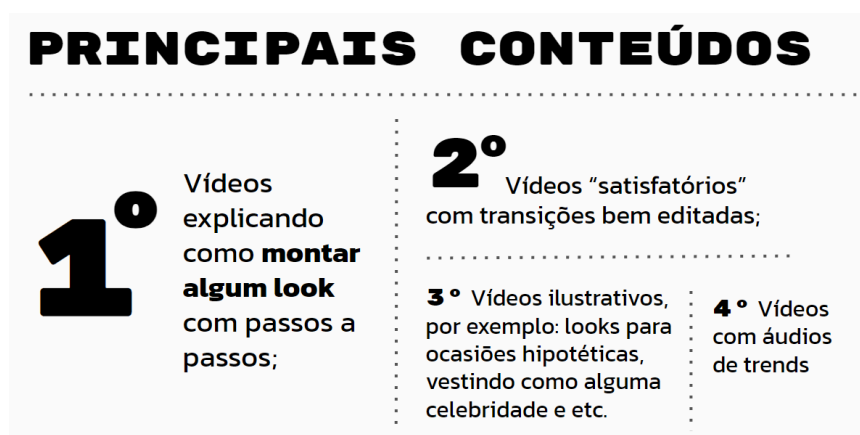 PRINCIPAIS CONTEÚDOS
1º
Vídeos
explicando
como montar
algum look
com passos a
passos;
2º Vídeos “satisfatórios”
com transições bem editadas;
3º Vídeos ilustrativos,
por exemplo: looks para
ocasiões hipotéticas,
vestindo como alguma
celebridade e etc.
4º Vídeos
com áudios
de trends